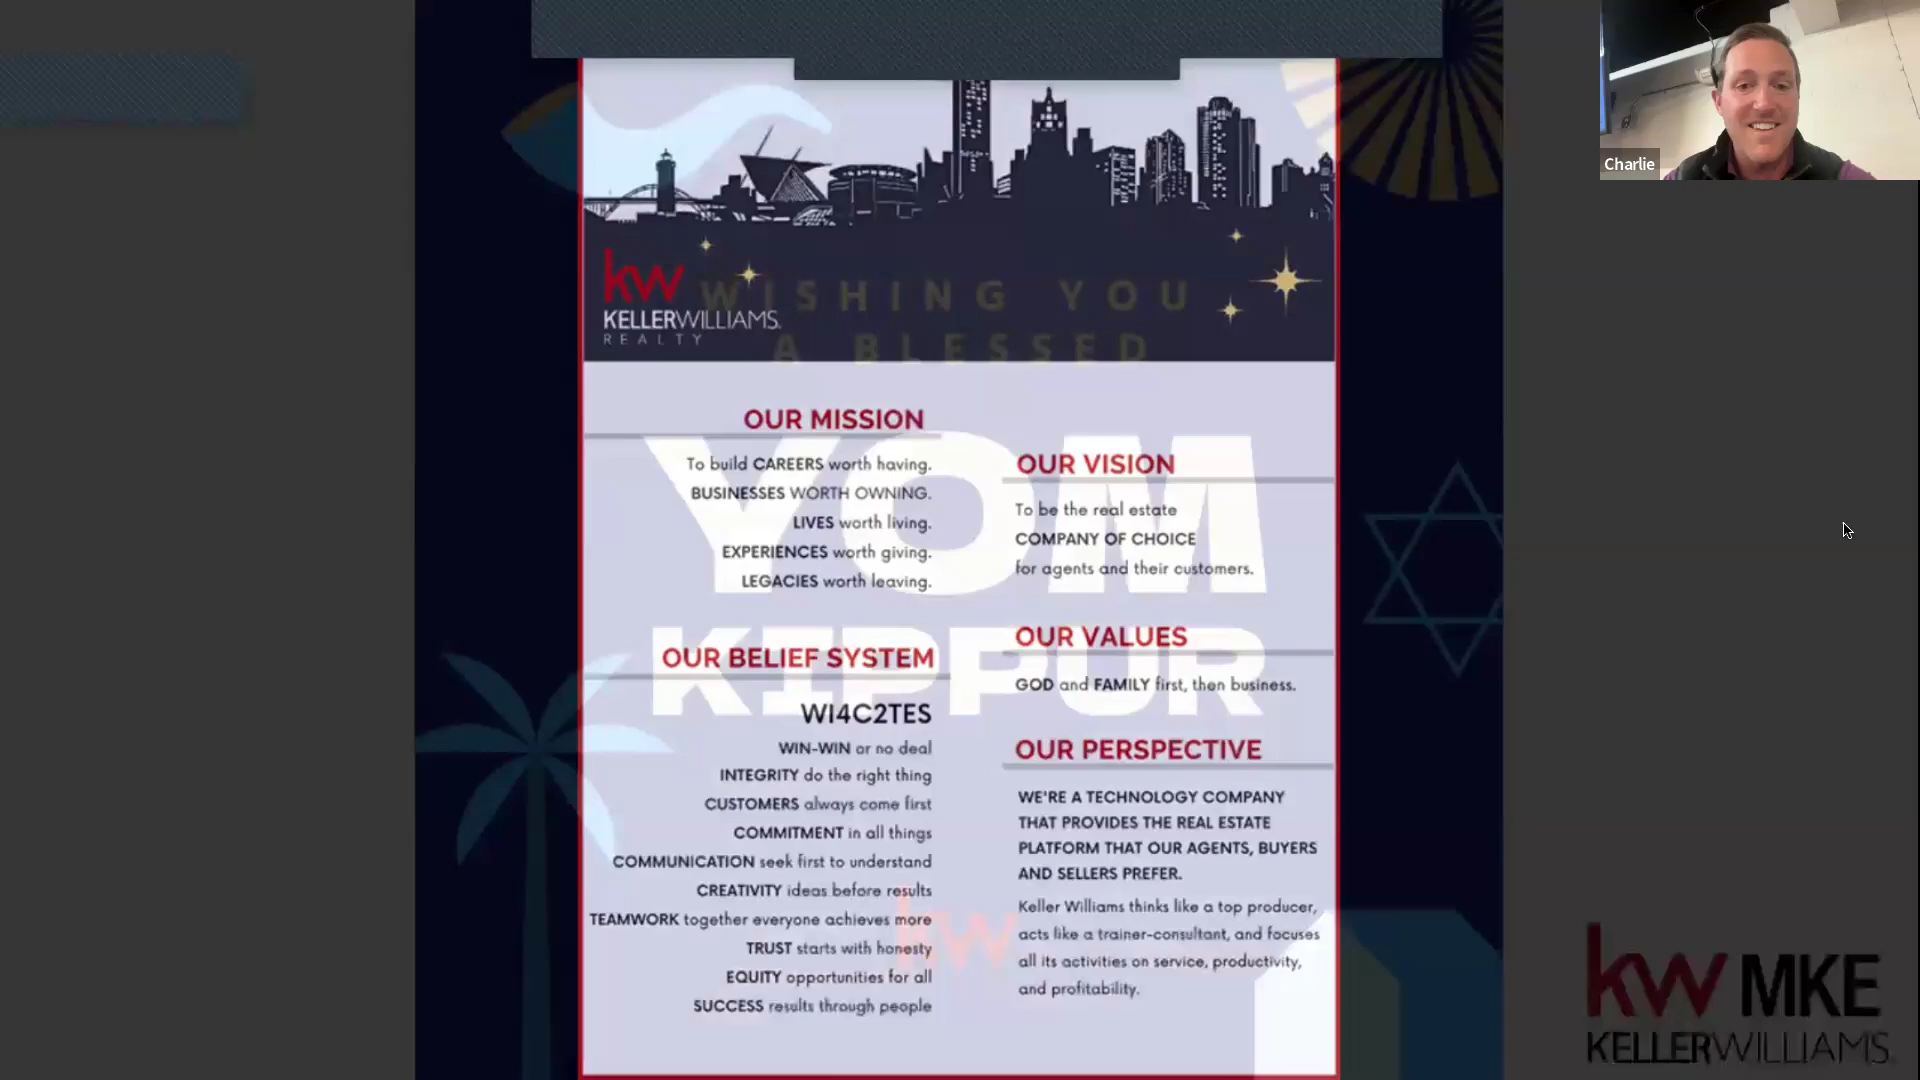 Charlie
kw
KELLERWILLIAMS.
REALTY
WISHING YOU
A BLESSED
YOM
KIPPUR
OUR MISSION
To build CAREERS worth having.
BUSINESSES WORTH OWNING.
LIVES worth living.
EXPERIENCES worth giving.
LEGACIES worth leaving.
OUR BELIEF SYSTEM
WI4C2TES
WIN-WIN or no deal
INTEGRITY do the right thing
CUSTOMERS always come first
COMMITMENT in all things
COMMUNICATION seek first to understand
CREATIVITY ideas before results
TEAMWORK together everyone achieves more
TRUST starts with honesty
EQUITY opportunities for all
SUCCESS results through people
OUR VISION
To be the real estate
COMPANY OF CHOICE
for agents and their customers.
OUR VALUES
GOD and FAMILY first, then business.
OUR PERSPECTIVE
WE'RE A TECHNOLOGY COMPANY
THAT PROVIDES THE REAL ESTATE
PLATFORM THAT OUR AGENTS, BUYERS
AND SELLERS PREFER.
Keller Williams thinks like a top producer,
acts like a trainer-consultant, and focuses
all its activities on service, productivity,
and profitability.
kw
kw MKE
KELLERWILLIAMS.